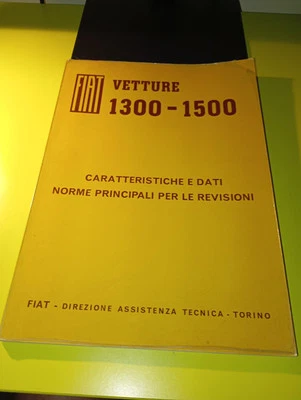 FIAT
VETTURE
1300-1500
CARATTERISTICHE E DATI
NORME PRINCIPALI PER LE REVISIONI
FIAT - DIREZIONE ASSISTENZA TECNICA - TORINO